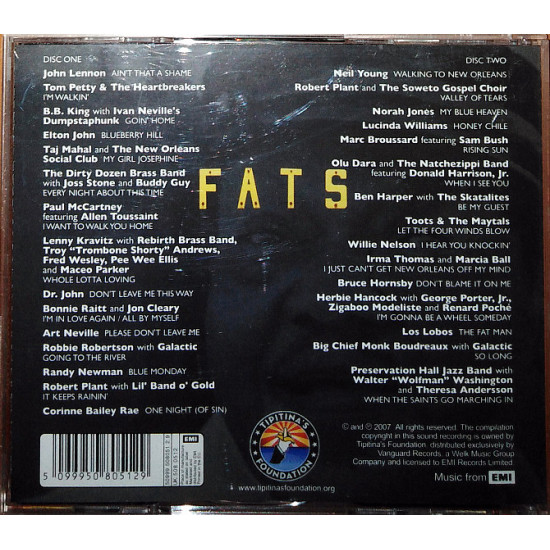 DISC ONE
John Lennon AIN'T THAT A SHAME
Tom Petty & The Heartbreakers
I'M WALKIN'
B.B. King with Ivan Neville's
Dumpstaphunk GOIN' HOME
Elton John BLUEBERRY HILL
Taj Mahal and The New Orleans
Social Club MY GIRL JOSEPHINE
The Dirty Dozen Brass Band
with Joss Stone and Buddy Guy
EVERY NIGHT ABOUT THIS TIME
Paul McCartney
featuring Allen Toussaint
I WANT TO WALK YOU HOME
Lenny Kravitz with Rebirth Brass Band,
Troy "Trombone Shorty" Andrews,
Fred Wesley, Pee Wee Ellis
and Maceo Parker
WHOLE LOTTA LOVING
Dr. John DON'T LEAVE ME THIS WAY
Bonnie Raitt and Jon Cleary
I'M IN LOVE AGAIN / ALL BY MYSELF
Art Neville PLEASE DON'T LEAVE ME
Robbie Robertson with Galactic
GOING TO THE RIVER
Randy Newman BLUE MONDAY
Robert Plant with Lil' Band o' Gold
IT KEEPS RAININ'
Corinne Bailey Rae ONE NIGHT (OF SIN)
FATS
DISC TWO
Neil Young WALKING TO NEW ORLEANS
Robert Plant and The Soweto Gospel Choir
VALLEY OF TEARS
Norah Jones MY BLUE HEAVEN
Lucinda Williams HONEY CHILE
Marc Broussard featuring Sam Bush
RISING SUN
Olu Dara and The Natchezippi Band
featuring Donald Harrison, Jr.
WHEN I SEE YOU
Ben Harper with The Skatalites
BE MY GUEST
Toots & The Maytals
LET THE FOUR WINDS BLOW
Willie Nelson I HEAR YOU KNOCKIN'
Irma Thomas and Marcia Ball
I JUST CAN'T GET NEW ORLEANS OFF MY MIND
Bruce Hornsby DON'T BLAME IT ON ME
Herbie Hancock with George Porter, Jr.,
Zigaboo Modeliste and Renard Poché
I'M GONNA BE A WHEEL SOMEDAY
Los Lobos THE FAT MAN
Big Chief Monk Boudreaux with Galactic
SO LONG
Preservation Hall Jazz Band with
Walter "Wolfman" Washington
and Theresa Andersson
WHEN THE SAINTS GO MARCHING IN
5 099950 805129
EMI
TIPITINA'S
FOUNDATION
www.tipitinasfoundation.org
© and ℗ 2007 All rights reserved. The compilation
copyright in this sound recording is owned by
Tipitina's Foundation, distributed exclusively by
Vanguard Records, a Welk Music Group
Company and licensed to EMI Records Limited.
Music from EMI